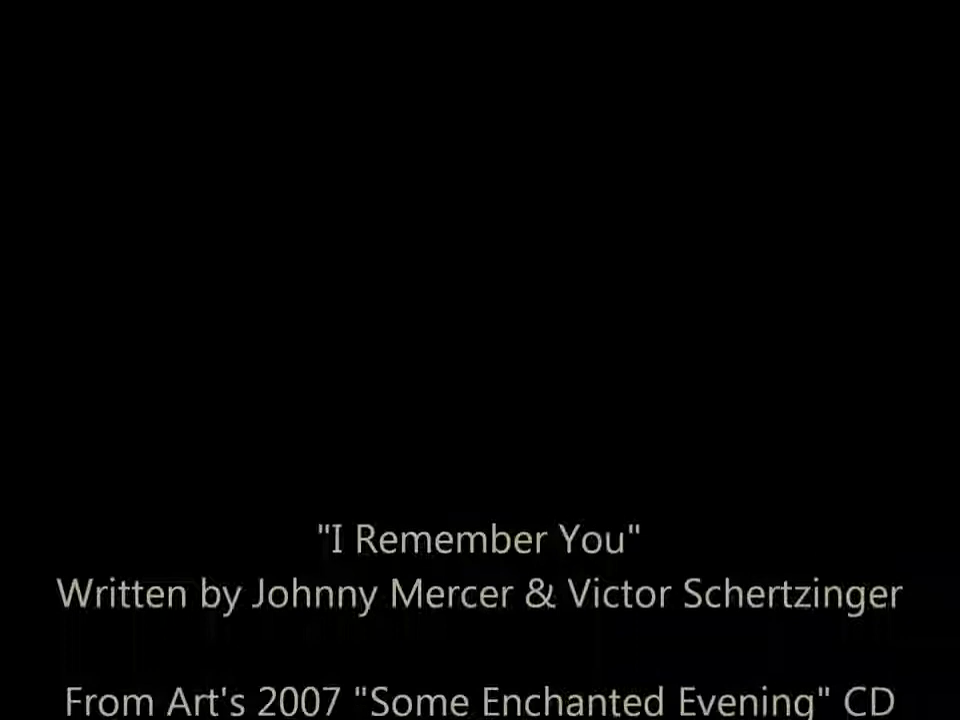 "I Remember You"
Written by Johnny Mercer & Victor Schertzinger
From Art's 2007 "Some Enchanted Evening" CD